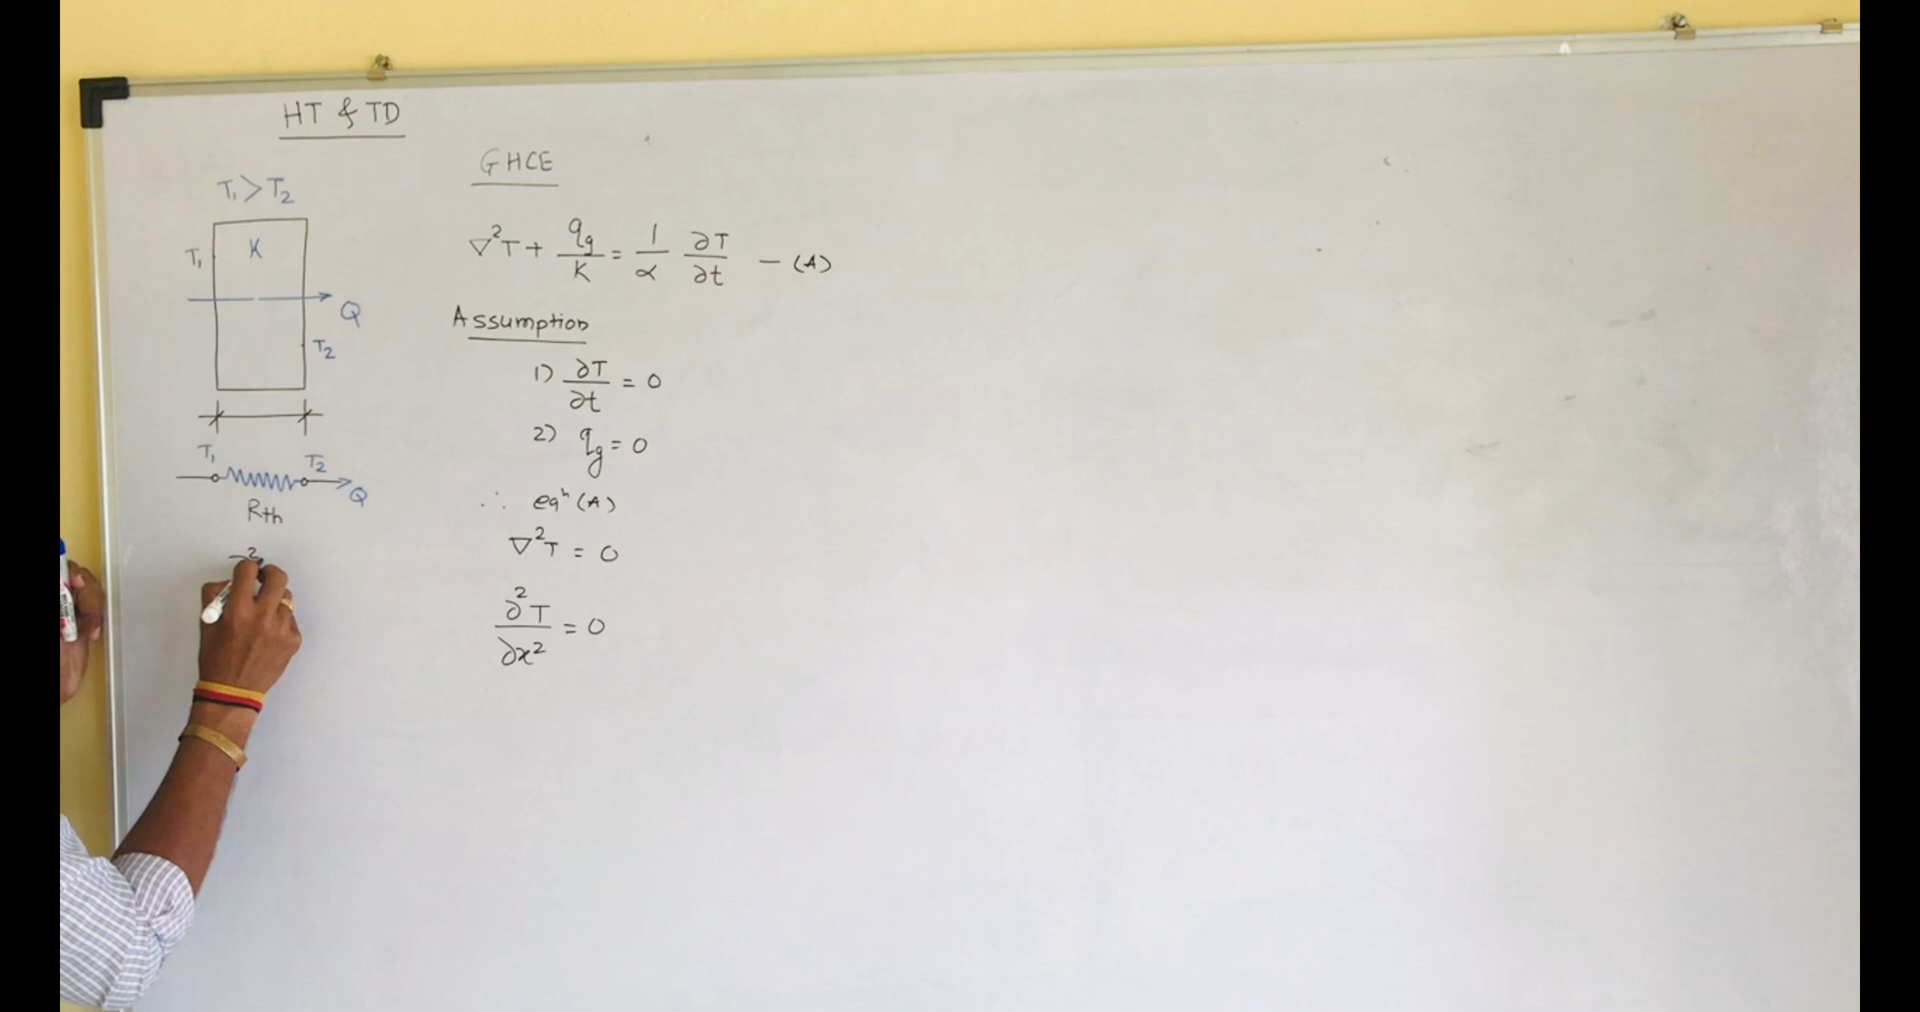 HT & TD
T₁ > T₂
T₁
K
Q
T₂
T₁
T₂
Q
Rth
2
GHCE
∇²T + q_g/K = 1/α ∂T/∂t — (A)
Assumption
1) ∂T/∂t = 0
2) q_g = 0
∴ eqⁿ (A)
∇²T = 0
∂²T/∂x² = 0